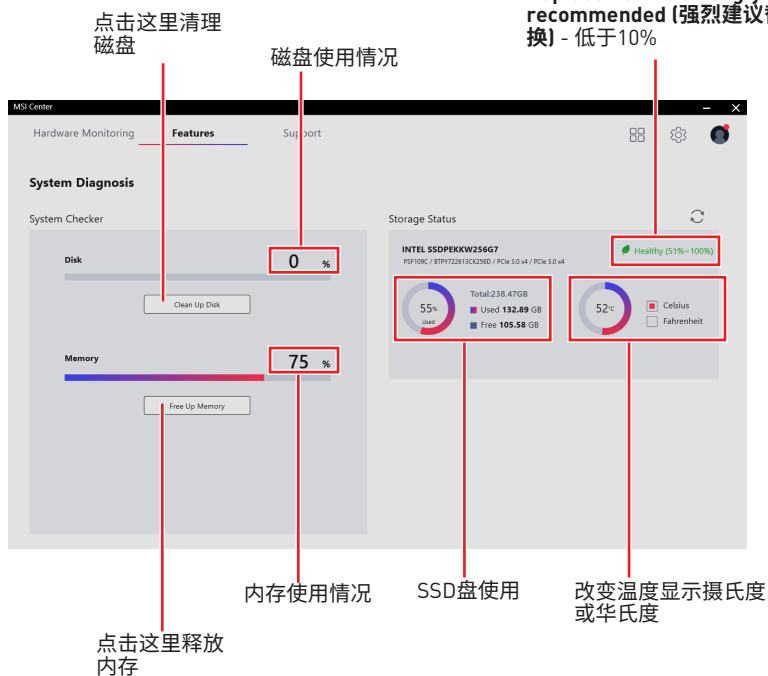 recommended (强烈建议替
换) - 低于10%
点击这里清理
磁盘
磁盘使用情况
MSI Center
Hardware Monitoring
Features
Support
System Diagnosis
System Checker
Disk
0 %
Clean Up Disk
Memory
75 %
Free Up Memory
Storage Status
INTEL SSDPEKKW256G7
PSF109C / BTPY722613CK256D / PCIe 3.0 x4 / PCIe 3.0 x4
Healthy (51%~100%)
55%
Used
Total:238.47GB
Used 132.89 GB
Free 105.58 GB
52°C
Celsius
Fahrenheit
内存使用情况
SSD盘使用
改变温度显示摄氏度
或华氏度
点击这里释放
内存